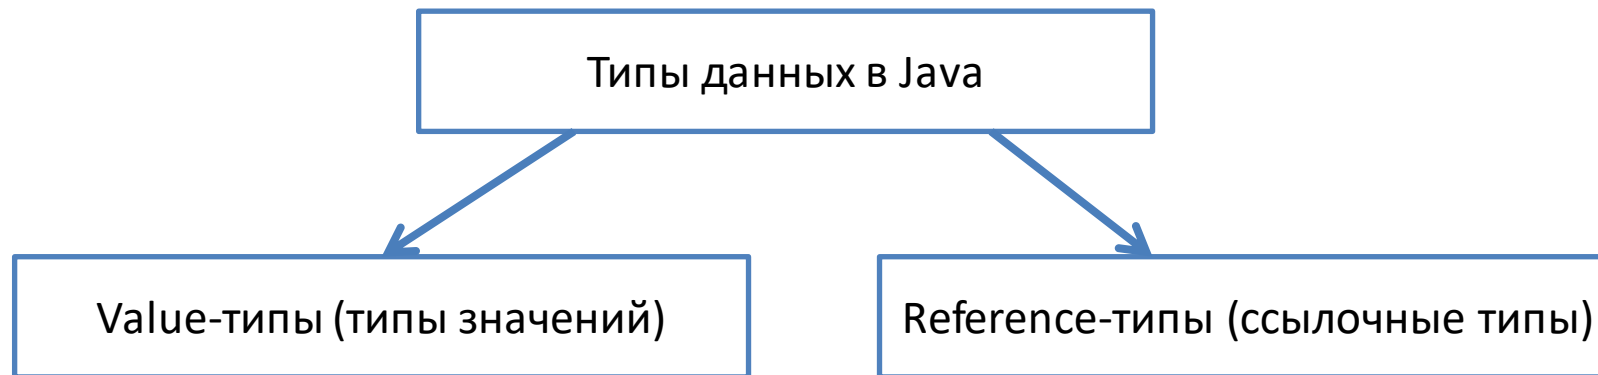 Типы данных в Java
Value-типы (типы значений)
Reference-типы (ссылочные типы)